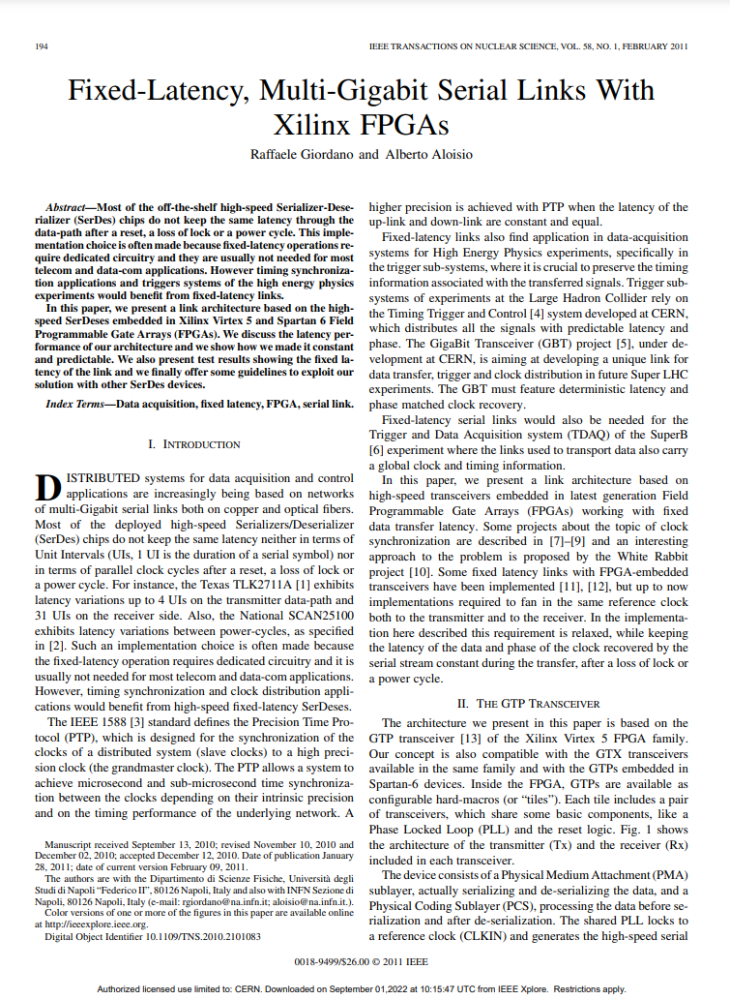 194
IEEE TRANSACTIONS ON NUCLEAR SCIENCE, VOL. 58, NO. 1, FEBRUARY 2011
Fixed-Latency, Multi-Gigabit Serial Links With
Xilinx FPGAs
Raffaele Giordano and Alberto Aloisio
Abstract—Most of the off-the-shelf high-speed Serializer-Dese-
rializer (SerDes) chips do not keep the same latency through the
data-path after a reset, a loss of lock or a power cycle. This imple-
mentation choice is often made because fixed-latency operations re-
quire dedicated circuitry and they are usually not needed for most
telecom and data-com applications. However timing synchroniza-
tion applications and triggers systems of the high energy physics
experiments would benefit from fixed-latency links.
In this paper, we present a link architecture based on the high-
speed SerDeses embedded in Xilinx Virtex 5 and Spartan 6 Field
Programmable Gate Arrays (FPGAs). We discuss the latency per-
formance of our architecture and we show how we made it constant
and predictable. We also present test results showing the fixed la-
tency of the link and we finally offer some guidelines to exploit our
solution with other SerDes devices.
Index Terms—Data acquisition, fixed latency, FPGA, serial link.
I. INTRODUCTION
DISTRIBUTED systems for data acquisition and control
applications are increasingly being based on networks
of multi-Gigabit serial links both on copper and optical fibers.
Most of the deployed high-speed Serializers/Deserializer
(SerDes) chips do not keep the same latency neither in terms of
Unit Intervals (UIs, 1 UI is the duration of a serial symbol) nor
in terms of parallel clock cycles after a reset, a loss of lock or
a power cycle. For instance, the Texas TLK2711A [1] exhibits
latency variations up to 4 UIs on the transmitter data-path and
31 UIs on the receiver side. Also, the National SCAN25100
exhibits latency variations between power-cycles, as specified
in [2]. Such an implementation choice is often made because
the fixed-latency operation requires dedicated circuitry and it is
usually not needed for most telecom and data-com applications.
However, timing synchronization and clock distribution appli-
cations would benefit from high-speed fixed-latency SerDeses.
The IEEE 1588 [3] standard defines the Precision Time Pro-
tocol (PTP), which is designed for the synchronization of the
clocks of a distributed system (slave clocks) to a high preci-
sion clock (the grandmaster clock). The PTP allows a system to
achieve microsecond and sub-microsecond time synchroniza-
tion between the clocks depending on their intrinsic precision
and on the timing performance of the underlying network. A
Manuscript received September 13, 2010; revised November 10, 2010 and
December 02, 2010; accepted December 12, 2010. Date of publication January
28, 2011; date of current version February 09, 2011.
The authors are with the Dipartimento di Scienze Fisiche, Università degli
Studi di Napoli “Federico II”, 80126 Napoli, Italy and also with INFN Sezione di
Napoli, 80126 Napoli, Italy (e-mail: rgiordano@na.infn.it; aloisio@na.infn.it.).
Color versions of one or more of the figures in this paper are available online
at http://ieeexplore.ieee.org.
Digital Object Identifier 10.1109/TNS.2010.2101083
higher precision is achieved with PTP when the latency of the
up-link and down-link are constant and equal.
Fixed-latency links also find application in data-acquisition
systems for High Energy Physics experiments, specifically in
the trigger sub-systems, where it is crucial to preserve the timing
information associated with the transferred signals. Trigger sub-
systems of experiments at the Large Hadron Collider rely on
the Timing Trigger and Control [4] system developed at CERN,
which distributes all the signals with predictable latency and
phase. The GigaBit Transceiver (GBT) project [5], under de-
velopment at CERN, is aiming at developing a unique link for
data transfer, trigger and clock distribution in future Super LHC
experiments. The GBT must feature deterministic latency and
phase matched clock recovery.
Fixed-latency serial links would also be needed for the
Trigger and Data Acquisition system (TDAQ) of the SuperB
[6] experiment where the links used to transport data also carry
a global clock and timing information.
In this paper, we present a link architecture based on
high-speed transceivers embedded in latest generation Field
Programmable Gate Arrays (FPGAs) working with fixed
data transfer latency. Some projects about the topic of clock
synchronization are described in [7]–[9] and an interesting
approach to the problem is proposed by the White Rabbit
project [10]. Some fixed latency links with FPGA-embedded
transceivers have been implemented [11], [12], but up to now
implementations required to fan in the same reference clock
both to the transmitter and to the receiver. In the implementa-
tion here described this requirement is relaxed, while keeping
the latency of the data and phase of the clock recovered by the
serial stream constant during the transfer, after a loss of lock or
a power cycle.
II. THE GTP TRANSCEIVER
The architecture we present in this paper is based on the
GTP transceiver [13] of the Xilinx Virtex 5 FPGA family.
Our concept is also compatible with the GTX transceivers
available in the same family and with the GTPs embedded in
Spartan-6 devices. Inside the FPGA, GTPs are available as
configurable hard-macros (or “tiles”). Each tile includes a pair
of transceivers, which share some basic components, like a
Phase Locked Loop (PLL) and the reset logic. Fig. 1 shows
the architecture of the transmitter (Tx) and the receiver (Rx)
included in each transceiver.
The device consists of a Physical Medium Attachment (PMA)
sublayer, actually serializing and de-serializing the data, and a
Physical Coding Sublayer (PCS), processing the data before se-
rialization and after de-serialization. The shared PLL locks to
a reference clock (CLKIN) and generates the high-speed serial
0018-9499/$26.00 © 2011 IEEE
Authorized licensed use limited to: CERN. Downloaded on September 01,2022 at 10:15:47 UTC from IEEE Xplore. Restrictions apply.